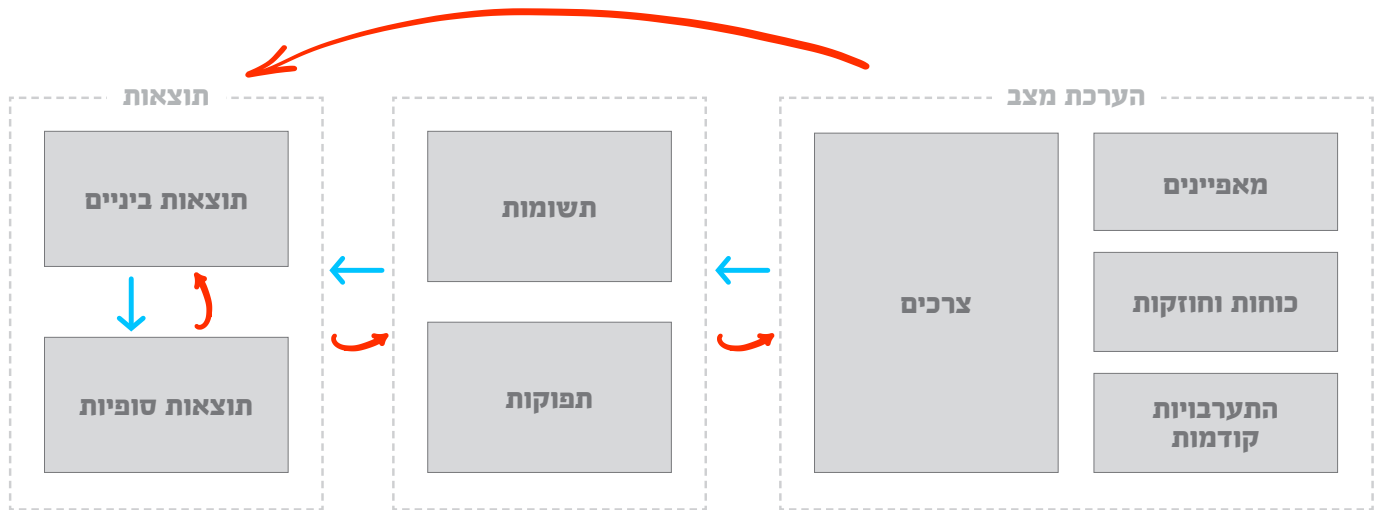 הערכת מצב
מאפיינים
כוחות וחוזקות
התערבויות
קודמות
צרכים
תשומות
תפוקות
תוצאות
תוצאות ביניים
תוצאות סופיות